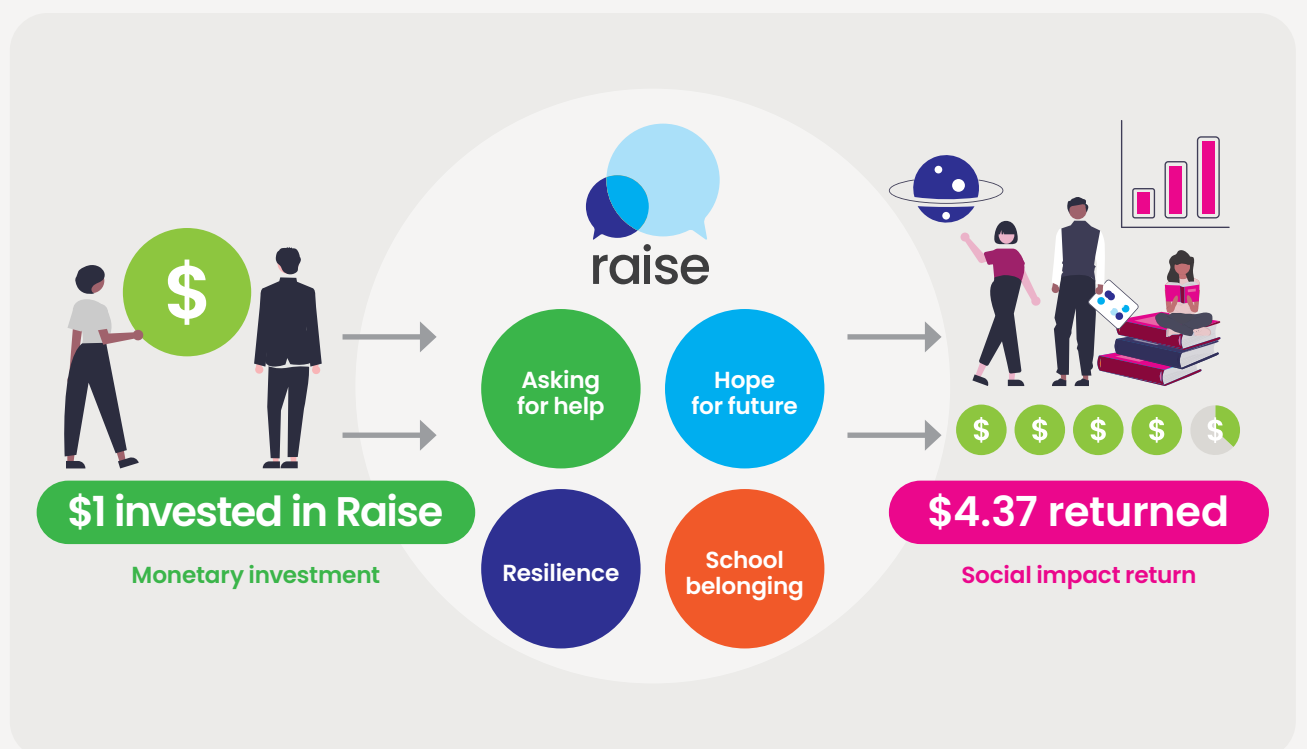 $
raise
Asking
for help
Hope
for future
$ $ $ $ $
$1 invested in Raise
$4.37 returned
Monetary investment
Resilience
School
belonging
Social impact return